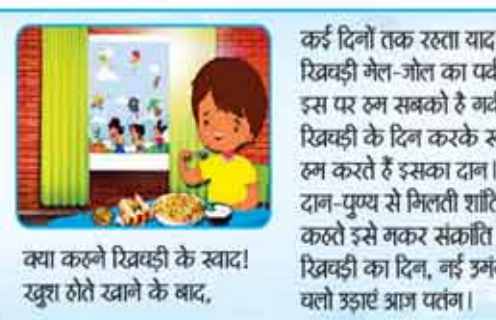 क्या कहने खिचड़ी के स्वाद!
खुश होते खाने के बाद,
कई दिनों तक रहता याद
खिचड़ी मेल-जोल का
इस पर हम सबको है
खिचड़ी के दिन करके
हम करते हैं इसका दान।
दान-पुण्य से मिलती
कहते इसे मकर संक्रांति
खिचड़ी का दिन, नई
चलो उड़ाएं आज पतंग।